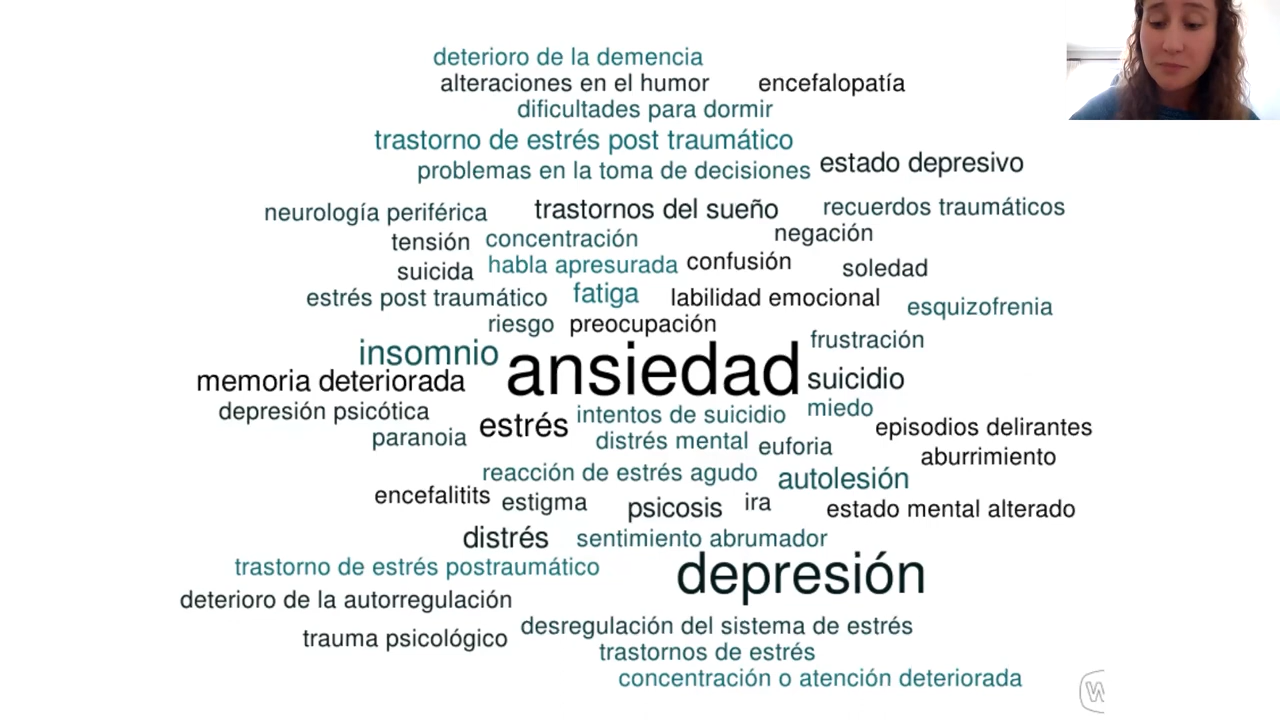 deterioro de la demencia
alteraciones en el humor encefalopatía
dificultades para dormir
trastorno de estrés post traumático
problemas en la toma de decisiones estado depresivo
neurología periférica trastornos del sueño recuerdos traumáticos
tensión concentración negación
suicida habla apresurada confusión soledad
estrés post traumático fatiga labilidad emocional esquizofrenia
riesgo preocupación frustración
insomnio ansiedad suicidio
memoria deteriorada
depresión psicótica estrés intentos de suicidio miedo
paranoia distrés mental euforia episodios delirantes
aburrimiento
reacción de estrés agudo autolesión
encefalitits estigma psicosis ira estado mental alterado
distrés sentimiento abrumador
trastorno de estrés postraumático depresión
deterioro de la autorregulación
trauma psicológico desregulación del sistema de estrés
trastornos de estrés
concentración o atención deteriorada
W